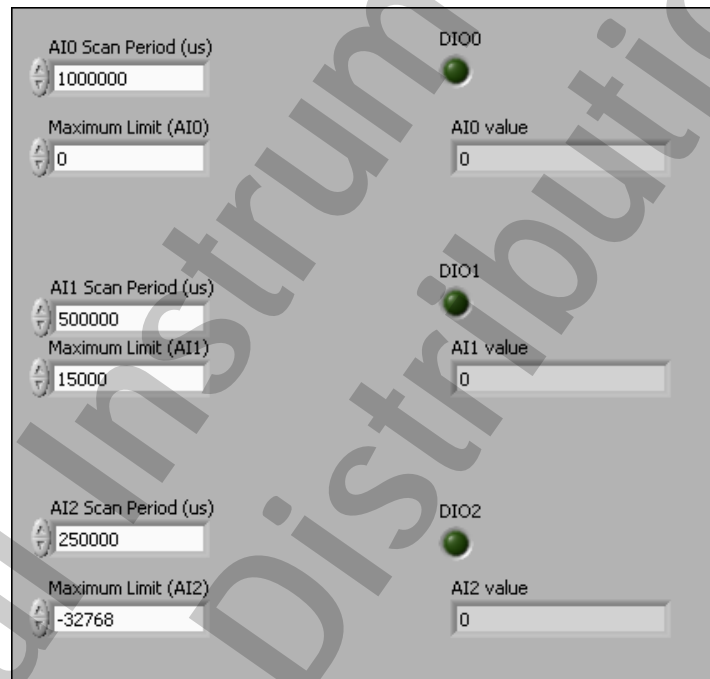 AI0 Scan Period (us)
DIO0
1000000
Maximum Limit (AI0)
AI0 value
0
0
AI1 Scan Period (us)
DIO1
500000
Maximum Limit (AI1)
AI1 value
15000
0
AI2 Scan Period (us)
DIO2
250000
Maximum Limit (AI2)
AI2 value
-32768
0